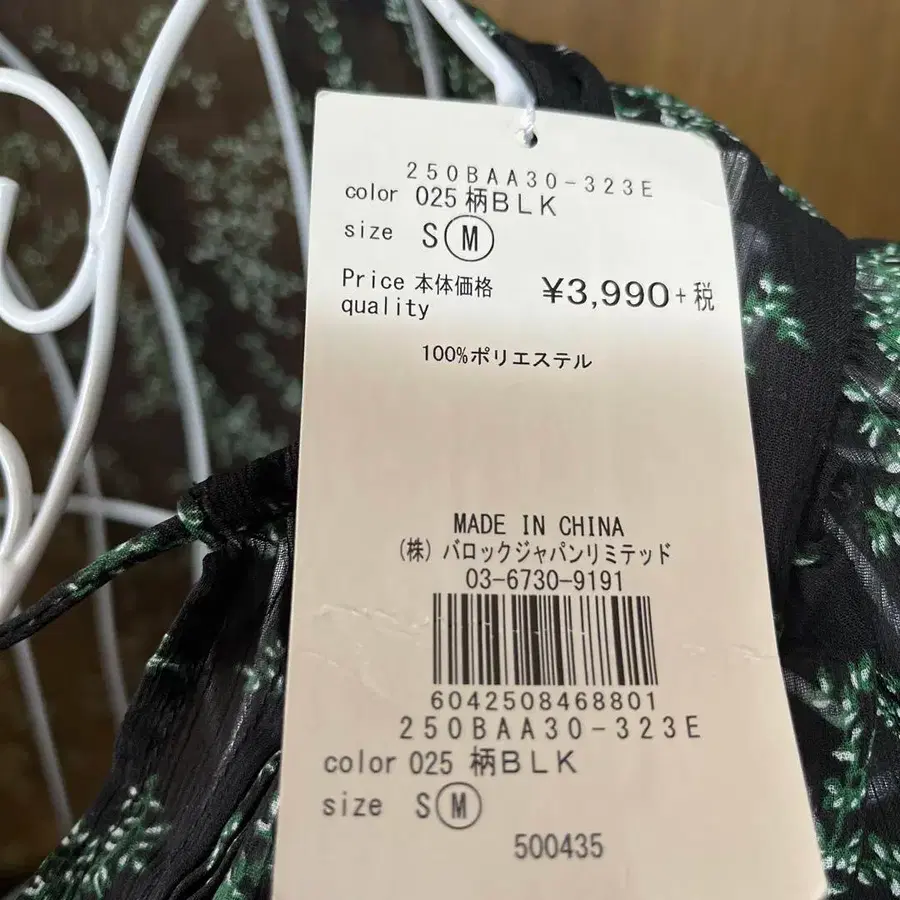 250BAA30-323E
color 025 柄BLK
size S M
Price 本体価格 ¥3,990+税
quality
100%ポリエステル
MADE IN CHINA
(株) バロックジャパンリミテッド
03-6730-9191
6042508468801
250BAA30-323E
color 025 柄BLK
size S M
500435